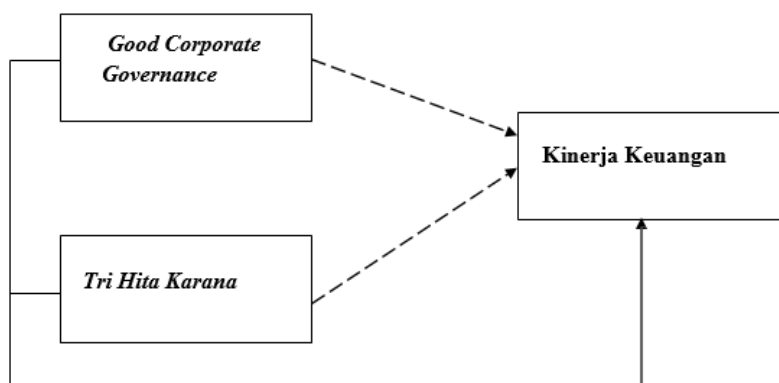 Good Corporate
Governance
Kinerja Keuangan
Tri Hita Karana